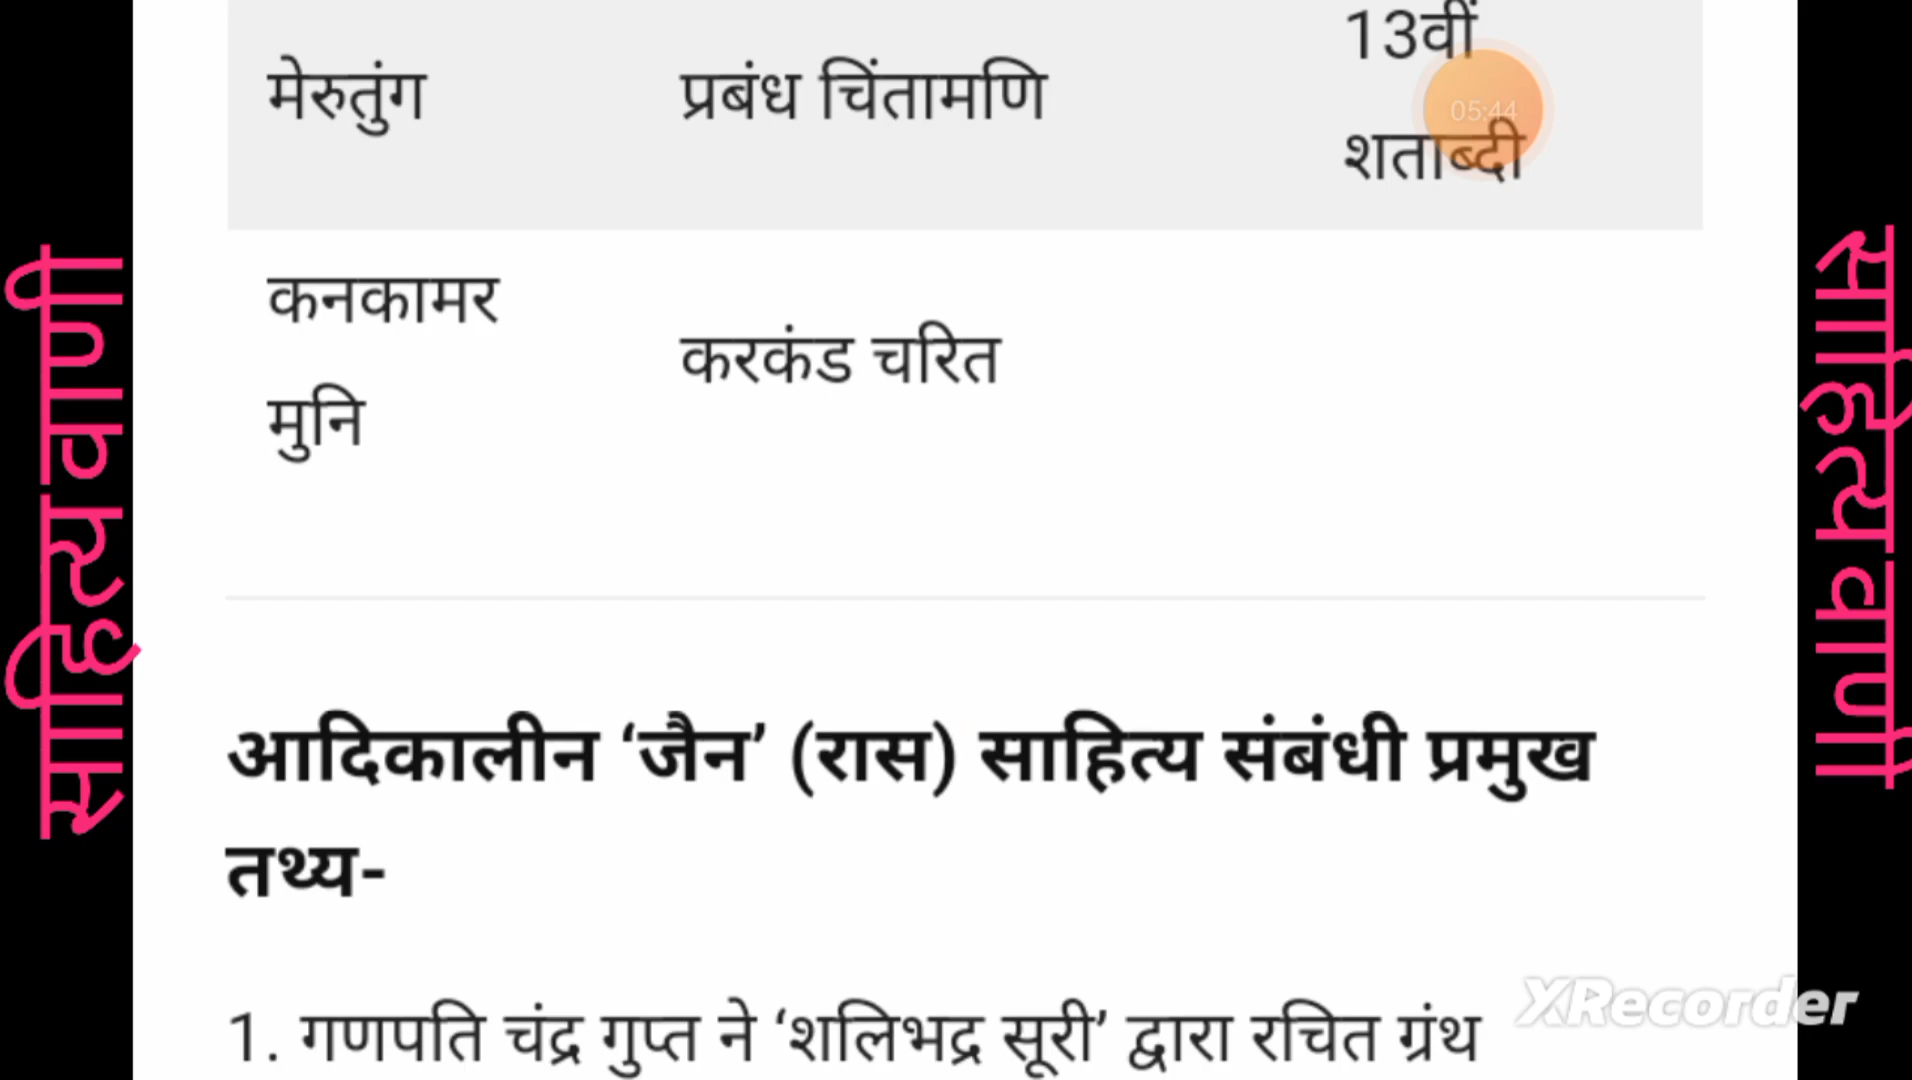 13वीं
मेरुतुंग प्रबंध चिंतामणि
05:44
शताब्दी
कनकामर
करकंड चरित
मुनि
आदिकालीन ‘जैन’ (रास) साहित्य संबंधी प्रमुख
तथ्य-
1. गणपति चंद्र गुप्त ने ‘शलिभद्र सूरी’ द्वारा रचित ग्रंथ
साहित्यवाणी
साहित्यवाणी
XRecorder